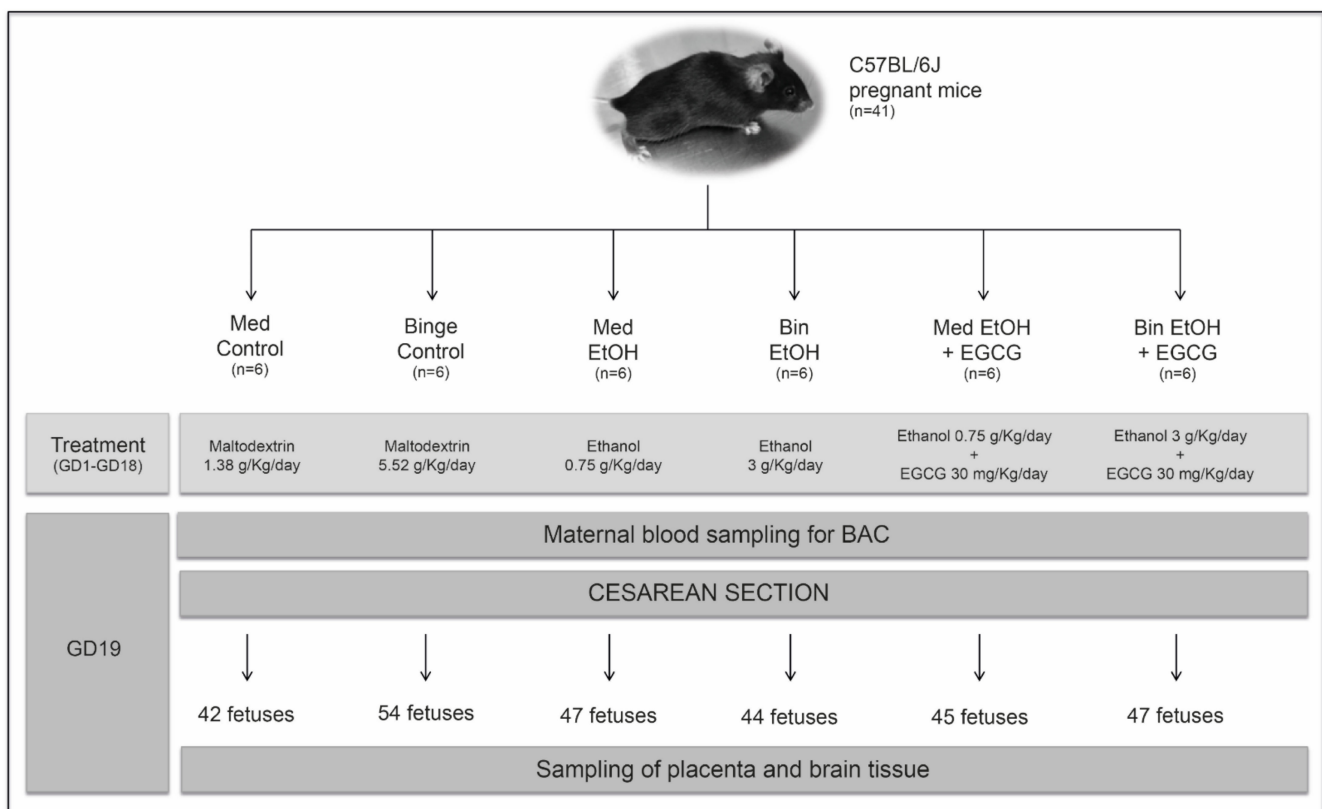 C57BL/6J
pregnant mice
(n=41)
Med
Control
(n=6)
Binge
Control
(n=6)
Med
EtOH
(n=6)
Bin
EtOH
(n=6)
Med EtOH
+ EGCG
(n=6)
Bin EtOH
+ EGCG
(n=6)
Treatment
(GD1-GD18)
Maltodextrin
1.38 g/Kg/day
Maltodextrin
5.52 g/Kg/day
Ethanol
0.75 g/Kg/day
Ethanol
3 g/Kg/day
Ethanol 0.75 g/Kg/day
+
EGCG 30 mg/Kg/day
Ethanol 3 g/Kg/day
+
EGCG 30 mg/Kg/day
GD19
Maternal blood sampling for BAC
CESAREAN SECTION
42 fetuses
54 fetuses
47 fetuses
44 fetuses
45 fetuses
47 fetuses
Sampling of placenta and brain tissue